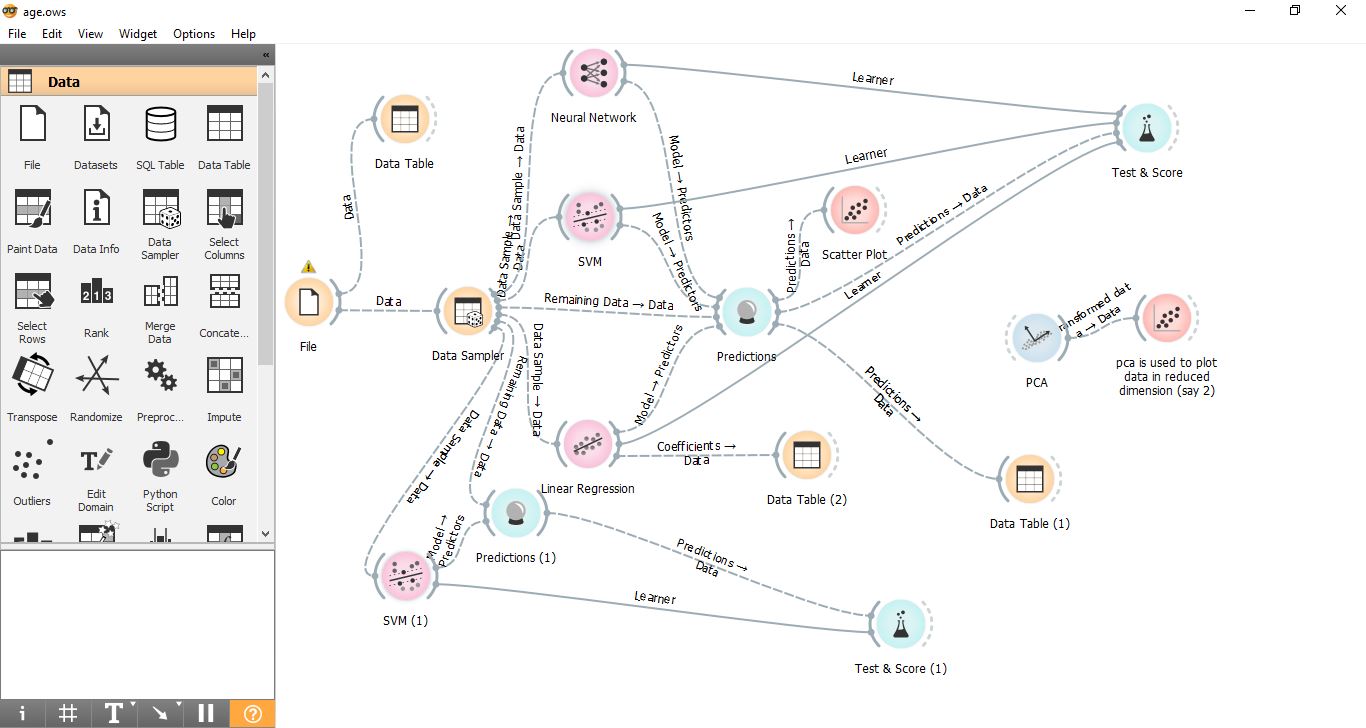 age.ows
File Edit View Widget Options Help
«
Data
File Datasets SQL Table Data Table
Paint Data Data Info Data Sampler Select Columns
Select Rows Rank Merge Data Concate...
Transpose Randomize Preproc... Impute
Outliers Edit Domain Python Script Color
Neural Network
Learner
Data Table
Test & Score
Data
Data Sample → Data
Data Sample → Data
Model → Predictors
Learner
SVM
Model → Predictors
Predictions → Data
Scatter Plot
Predictions → Data
Learner
File
Data
Data Sampler
Remaining Data → Data
Predictions
PCA
ransformed dat
a → Data
pca is used to plot
data in reduced
dimension (say 2)
Data Sample → Data
Remaining Data → Data
Data Sample → Data
Model → Predictors
Predictions →
Data
Linear Regression
Coefficients →
Data
Data Table (2)
Data Table (1)
Model →
Predictors
Predictions (1)
Predictions →
Data
SVM (1)
Learner
Test & Score (1)
i # T ?